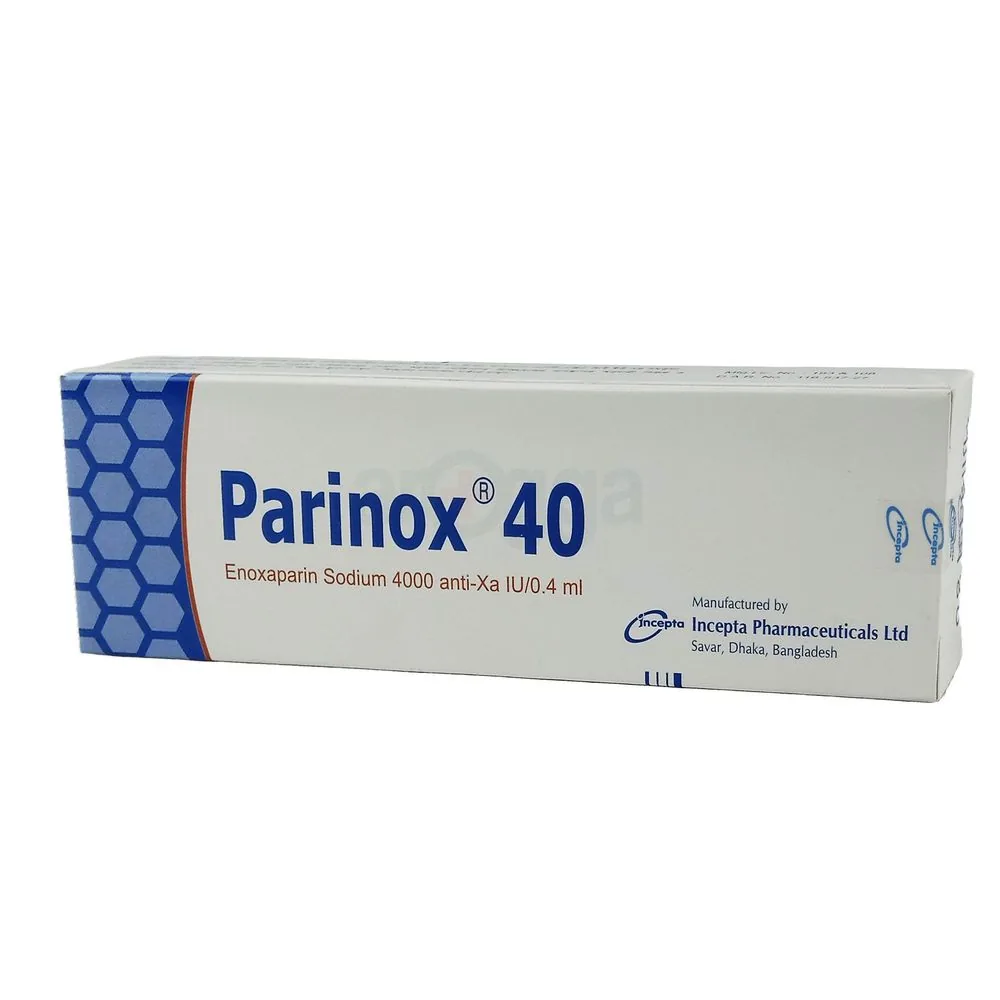 Parinox® 40
Enoxaparin Sodium 4000 anti-Xa IU/0.4 ml
Manufactured by
incepta Incepta Pharmaceuticals Ltd
Savar, Dhaka, Bangladesh
incepta
incepta